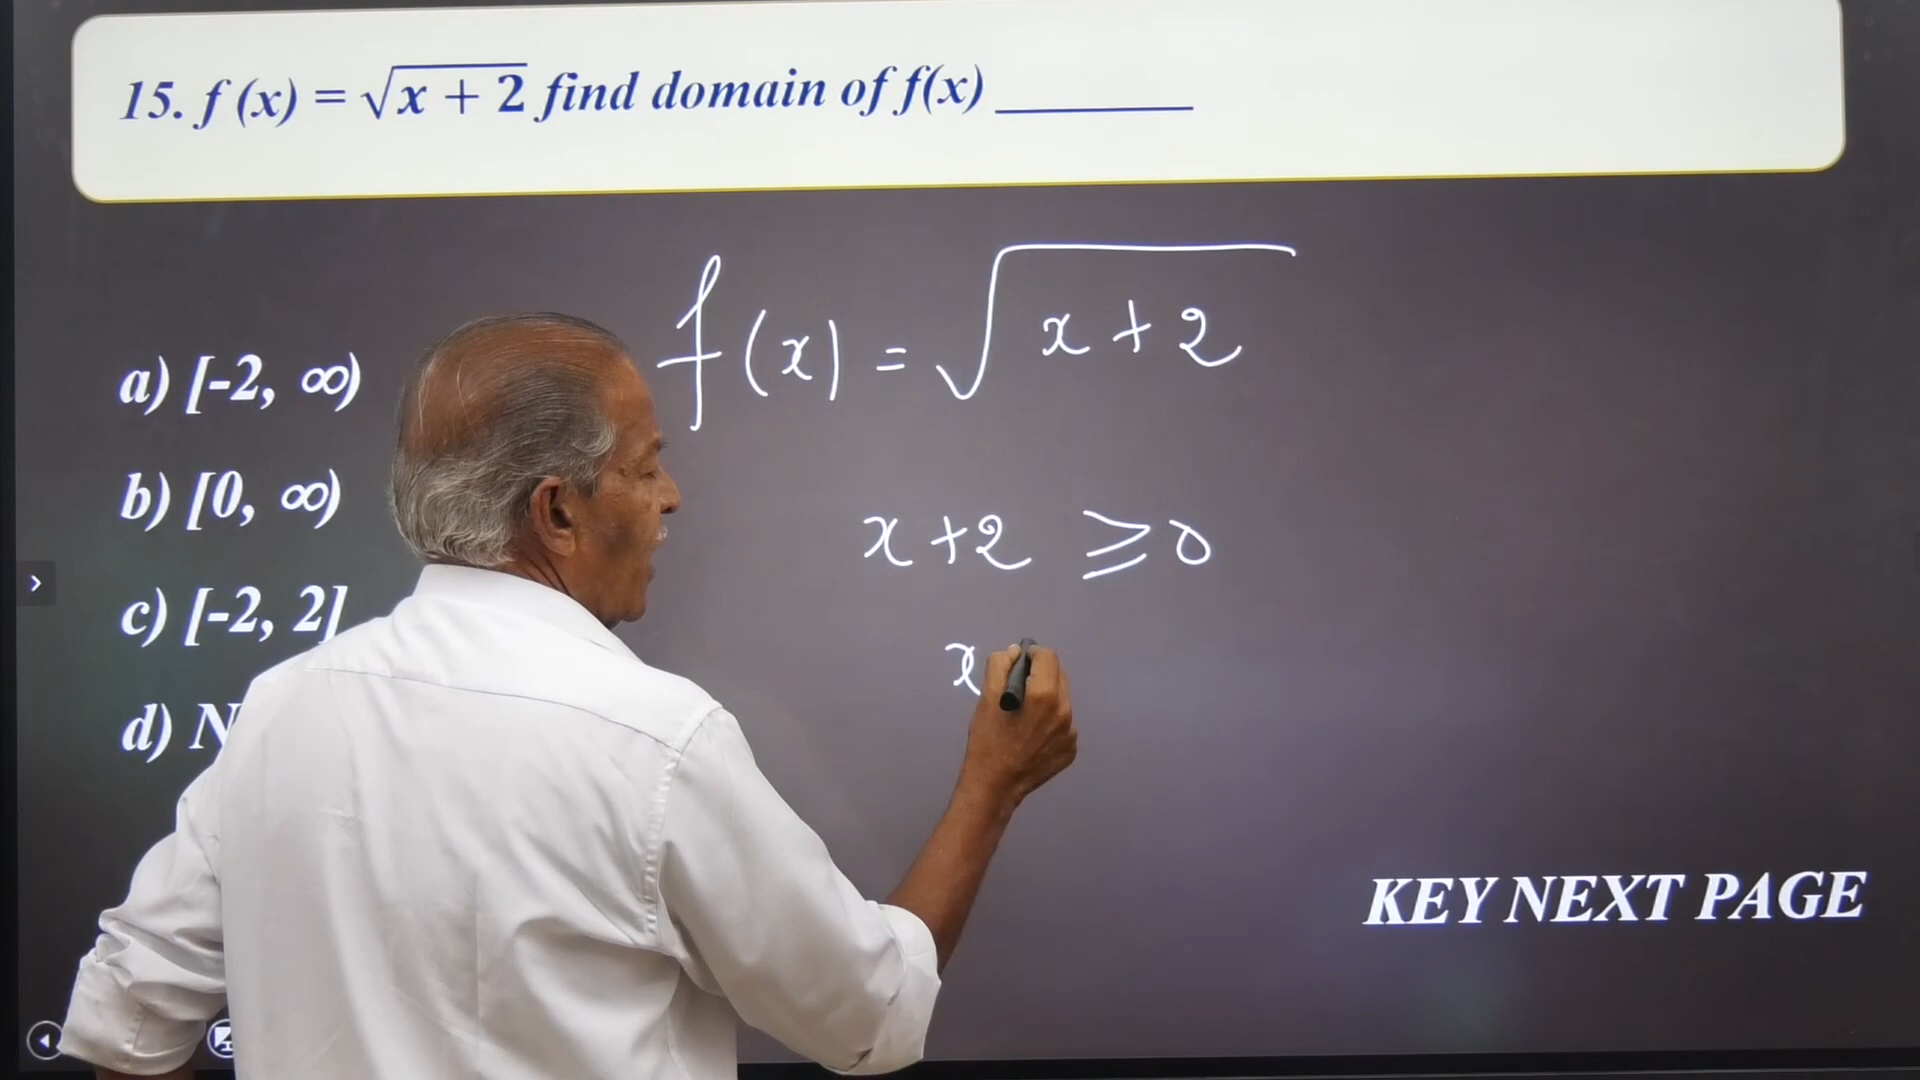 15. f (x) = √x + 2 find domain of f(x) ________
f(x) = √x+2
a) [-2, ∞)
b) [0, ∞)
x+2 ⩾0
c) [-2, 2]
x
d) N
KEY NEXT PAGE